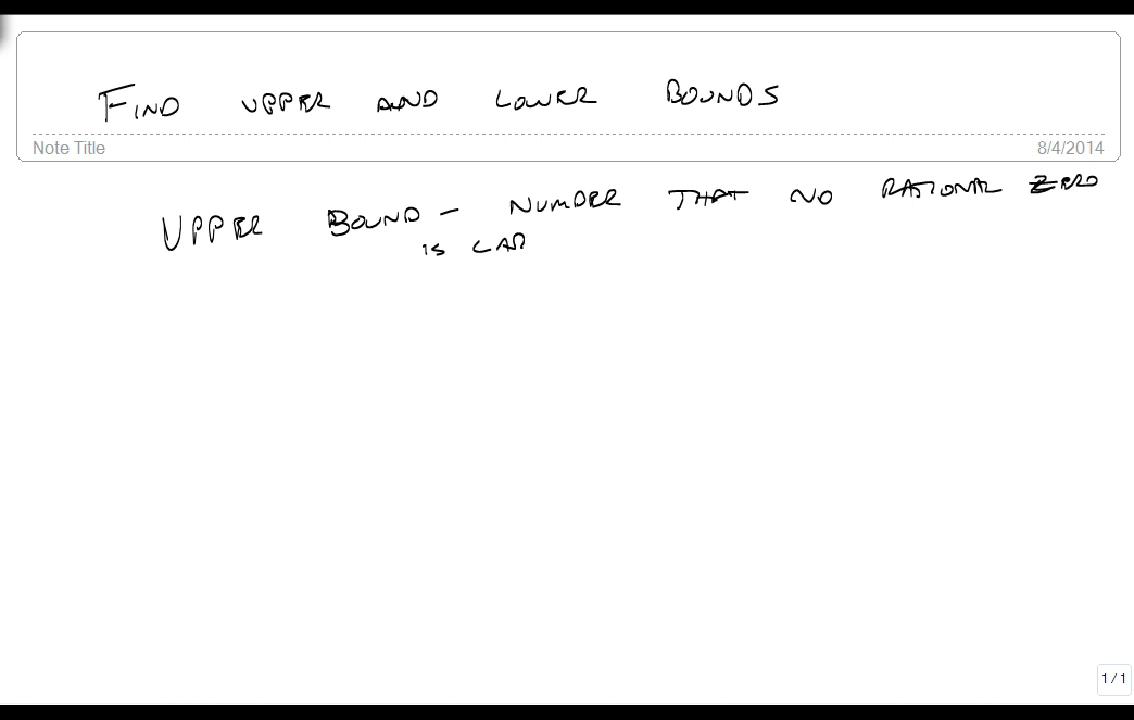 FIND UPPER AND LOWER BOUNDS
Note Title 8/4/2014
UPPER BOUND - NUMBER THAT NO RATIONAL ZERO
IS LAR
1/1